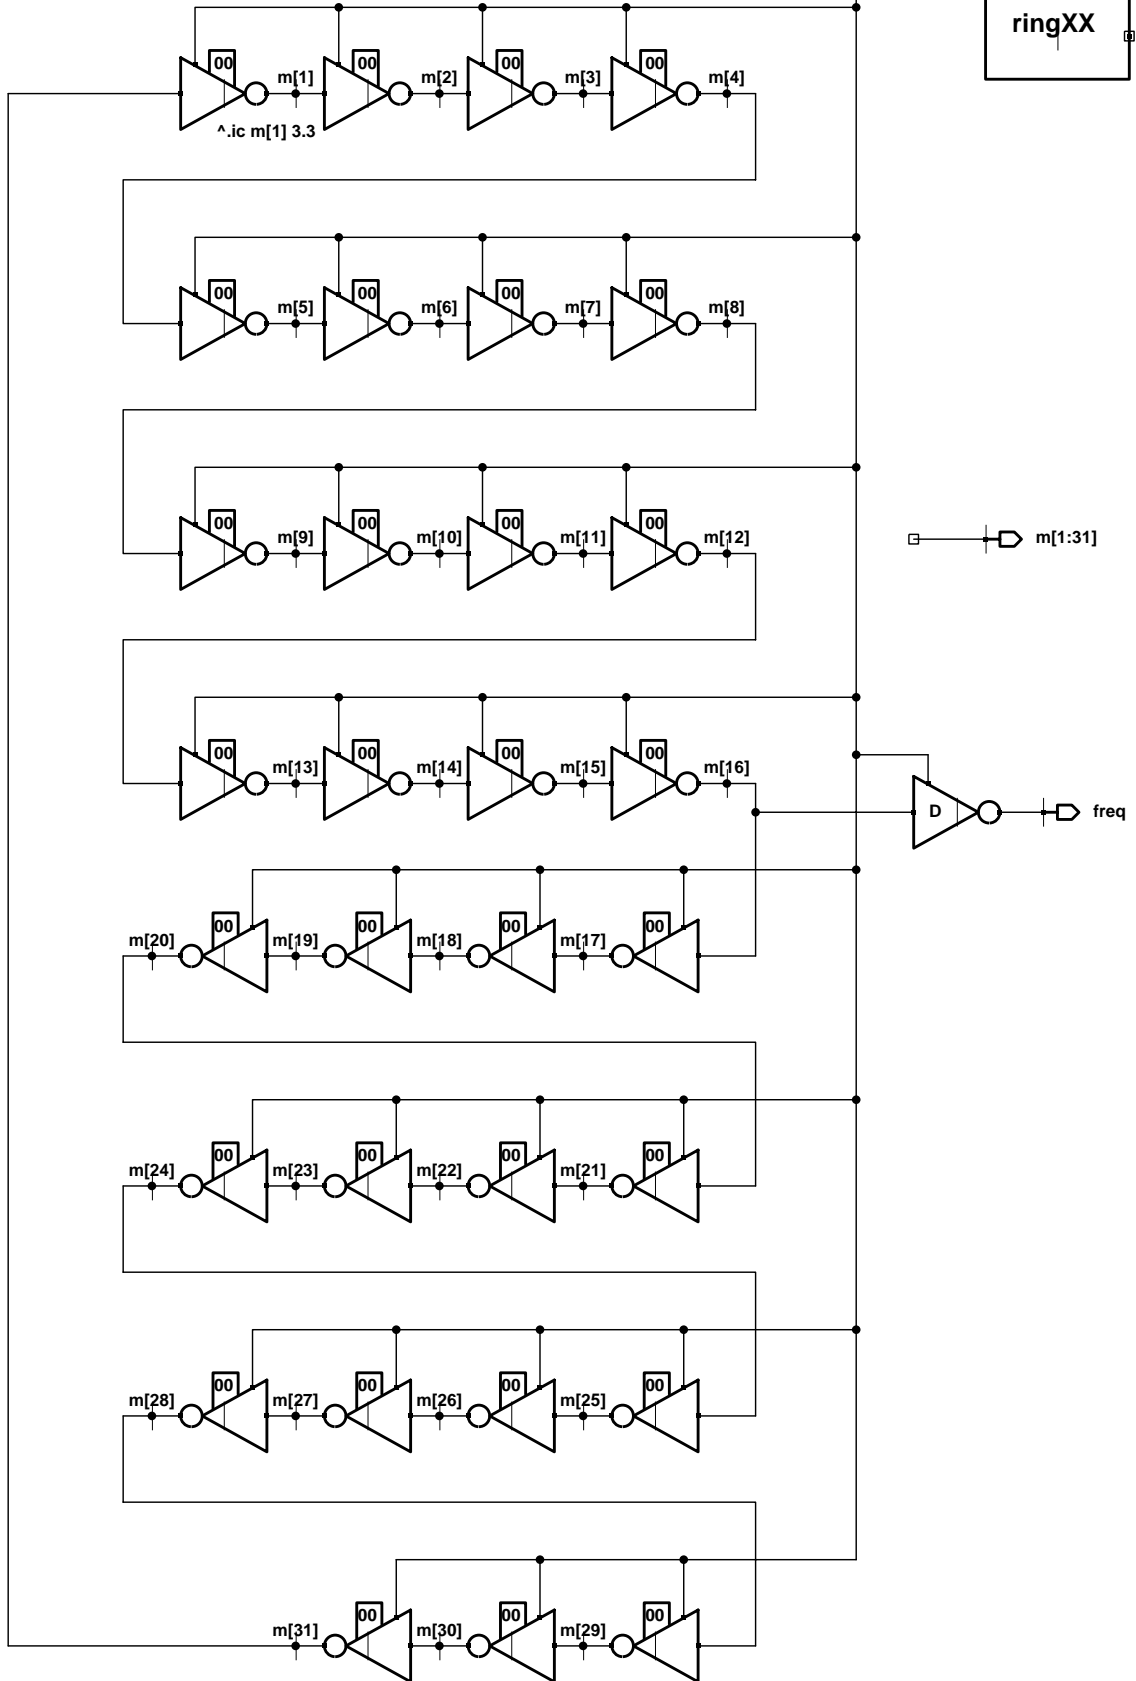 ringXX
00 00 00 00
m[1] m[2] m[3] m[4]
^.ic m[1] 3.3
00 00 00 00
m[5] m[6] m[7] m[8]
00 00 00 00
m[9] m[10] m[11] m[12]
m[1:31]
00 00 00 00
m[13] m[14] m[15] m[16]
D freq
00 00 00 00
m[20] m[19] m[18] m[17]
00 00 00 00
m[24] m[23] m[22] m[21]
00 00 00 00
m[28] m[27] m[26] m[25]
00 00 00
m[31] m[30] m[29]